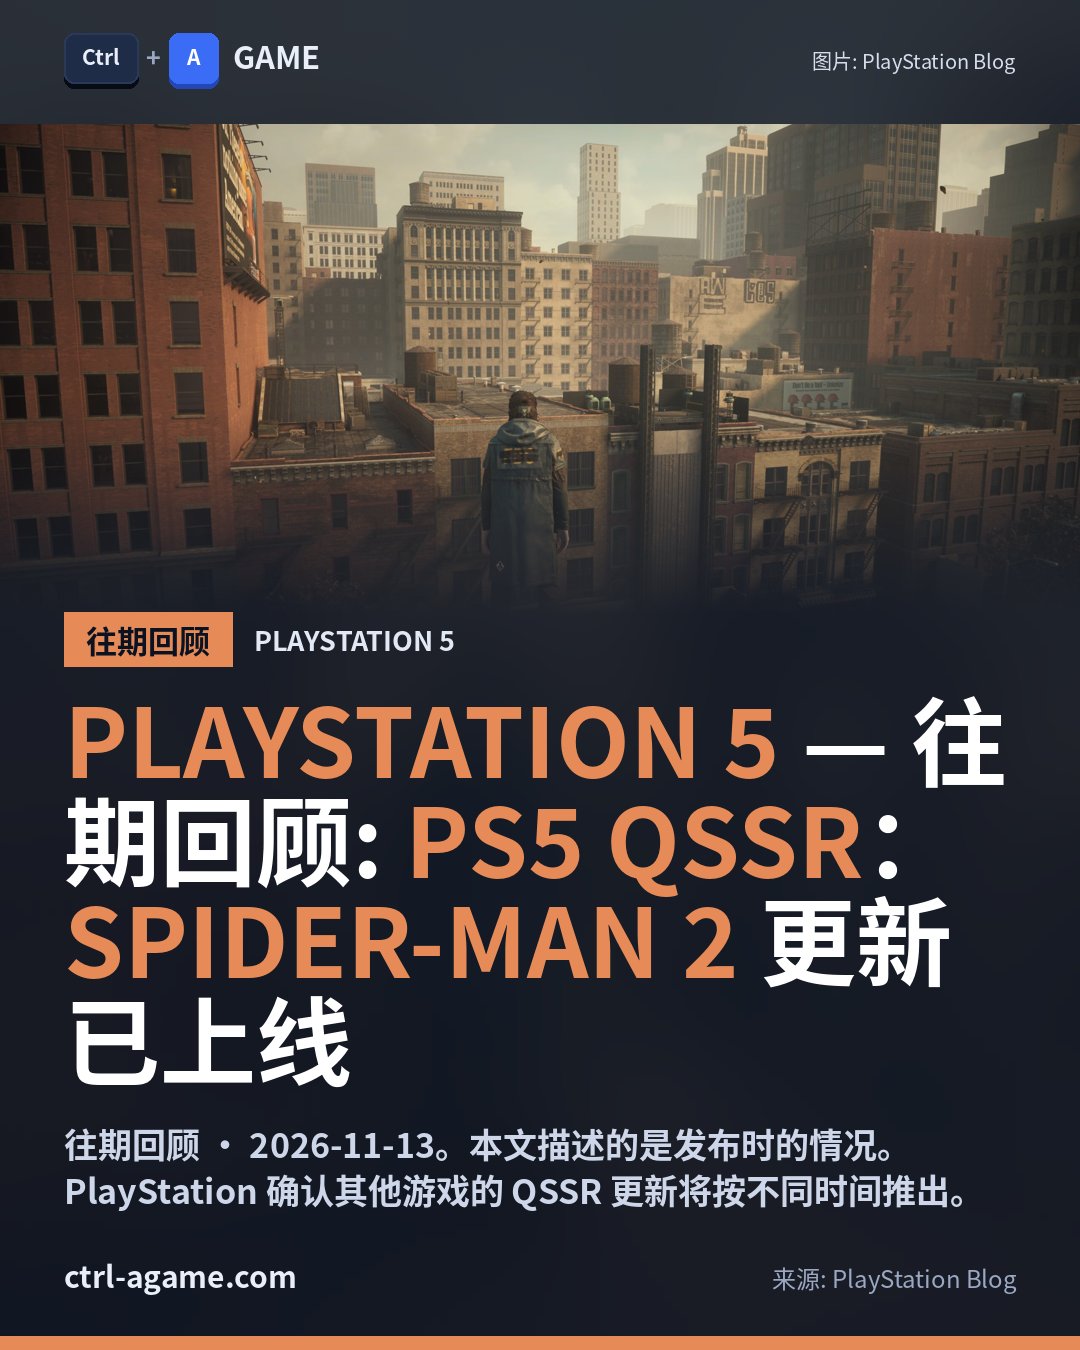 Ctrl + A GAME
图片: PlayStation Blog
往期回顾 PLAYSTATION 5
PLAYSTATION 5 — 往
期回顾: PS5 QSSR：
SPIDER-MAN 2 更新
已上线
往期回顾 · 2026-11-13。本文描述的是发布时的情况。
PlayStation 确认其他游戏的 QSSR 更新将按不同时间推出。
ctrl-agame.com
来源: PlayStation Blog